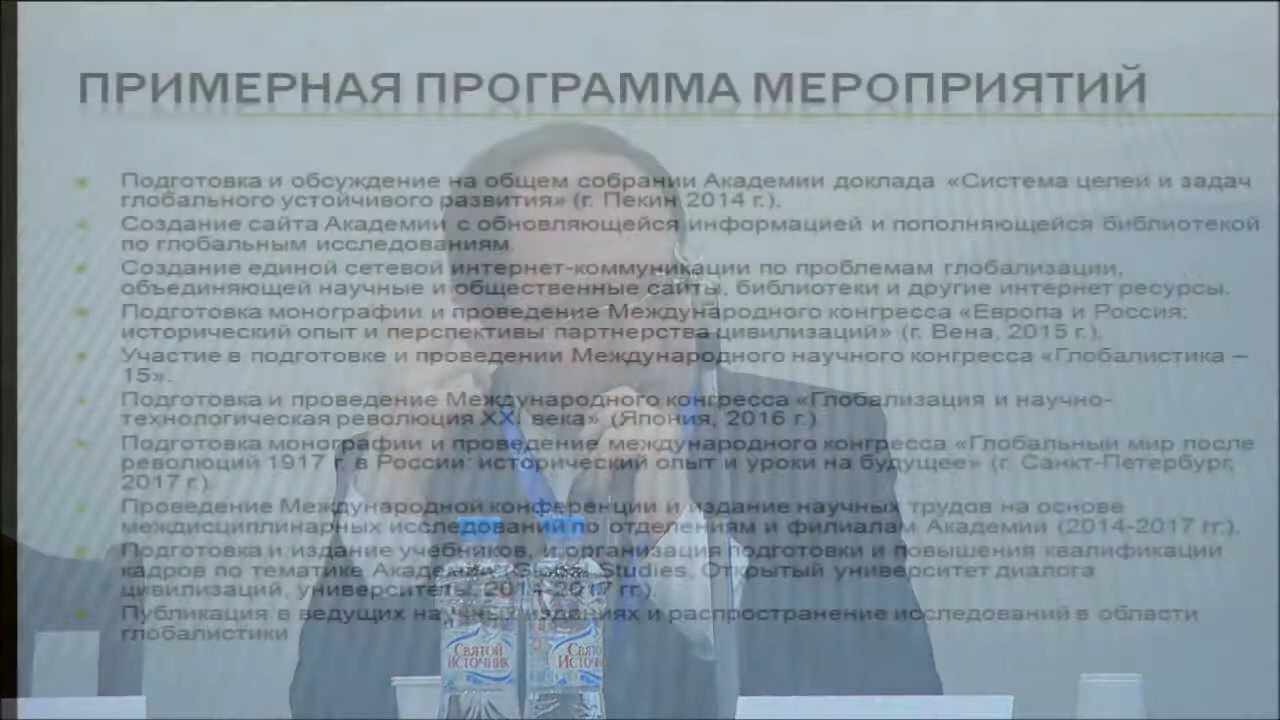 ПРИМЕРНАЯ ПРОГРАММА МЕРОПРИЯТИЙ
Подготовка и обсуждение на общем собрании Академии доклада «Система целей и задач
глобального устойчивого развития» (г. Пекин 2014 г.).
Создание сайта Академии с обновляющейся информацией и пополняющейся библиотекой
по глобальным исследованиям.
Создание единой сетевой интернет-коммуникации по проблемам глобализации,
объединяющей научные и общественные сайты, библиотеки и другие интернет ресурсы.
Подготовка монографии и проведение Международного конгресса «Европа и Россия:
исторический опыт и перспективы партнерства цивилизаций» (г. Вена, 2015 г.).
Участие в подготовке и проведении Международного научного конгресса «Глобалистика –
15».
Подготовка и проведение Международного конгресса «Глобализация и научно-
технологическая революция XXI века» (Япония, 2016 г.)
Подготовка монографии и проведение международного конгресса «Глобальный мир после
революций 1917 г. в России: исторический опыт и уроки на будущее» (г. Санкт-Петербург,
2017 г.).
Проведение Международной конференции и издание научных трудов на основе
междисциплинарных исследований по отделениям и филиалам Академии (2014-2017 гг.).
Подготовка и издание учебников, и организация подготовки и повышения квалификации
кадров по тематике Studies, Открытый университет диалога
цивилизаций, университеты, 2014-2017 гг.).
Публикация в ведущих научных изданиях и распространение исследований в области
глобалистики
СВЯТОЙ
ИСТОЧНИК
СВЯТО
ИСТОЧН